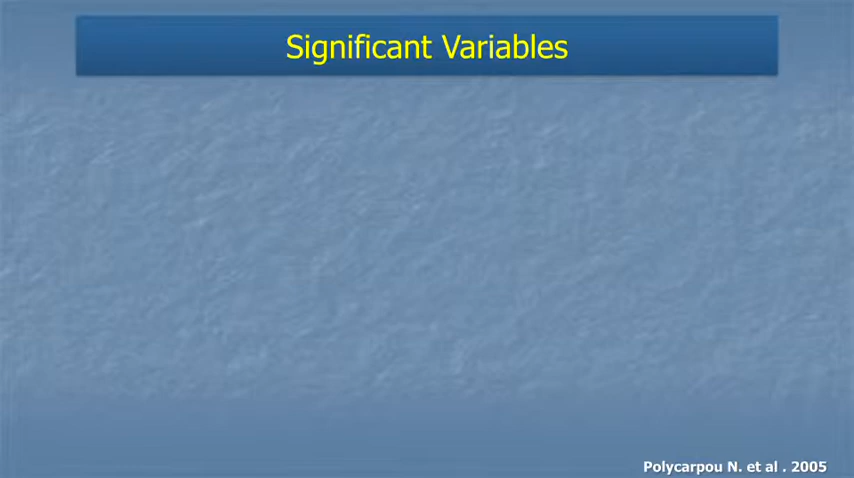 Significant Variables
Polycarpou N. et al . 2005